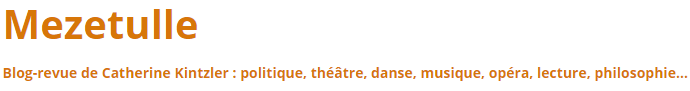 Mezetulle
Blog-revue de Catherine Kintzler : politique, théâtre, danse, musique, opéra, lecture, philosophie...